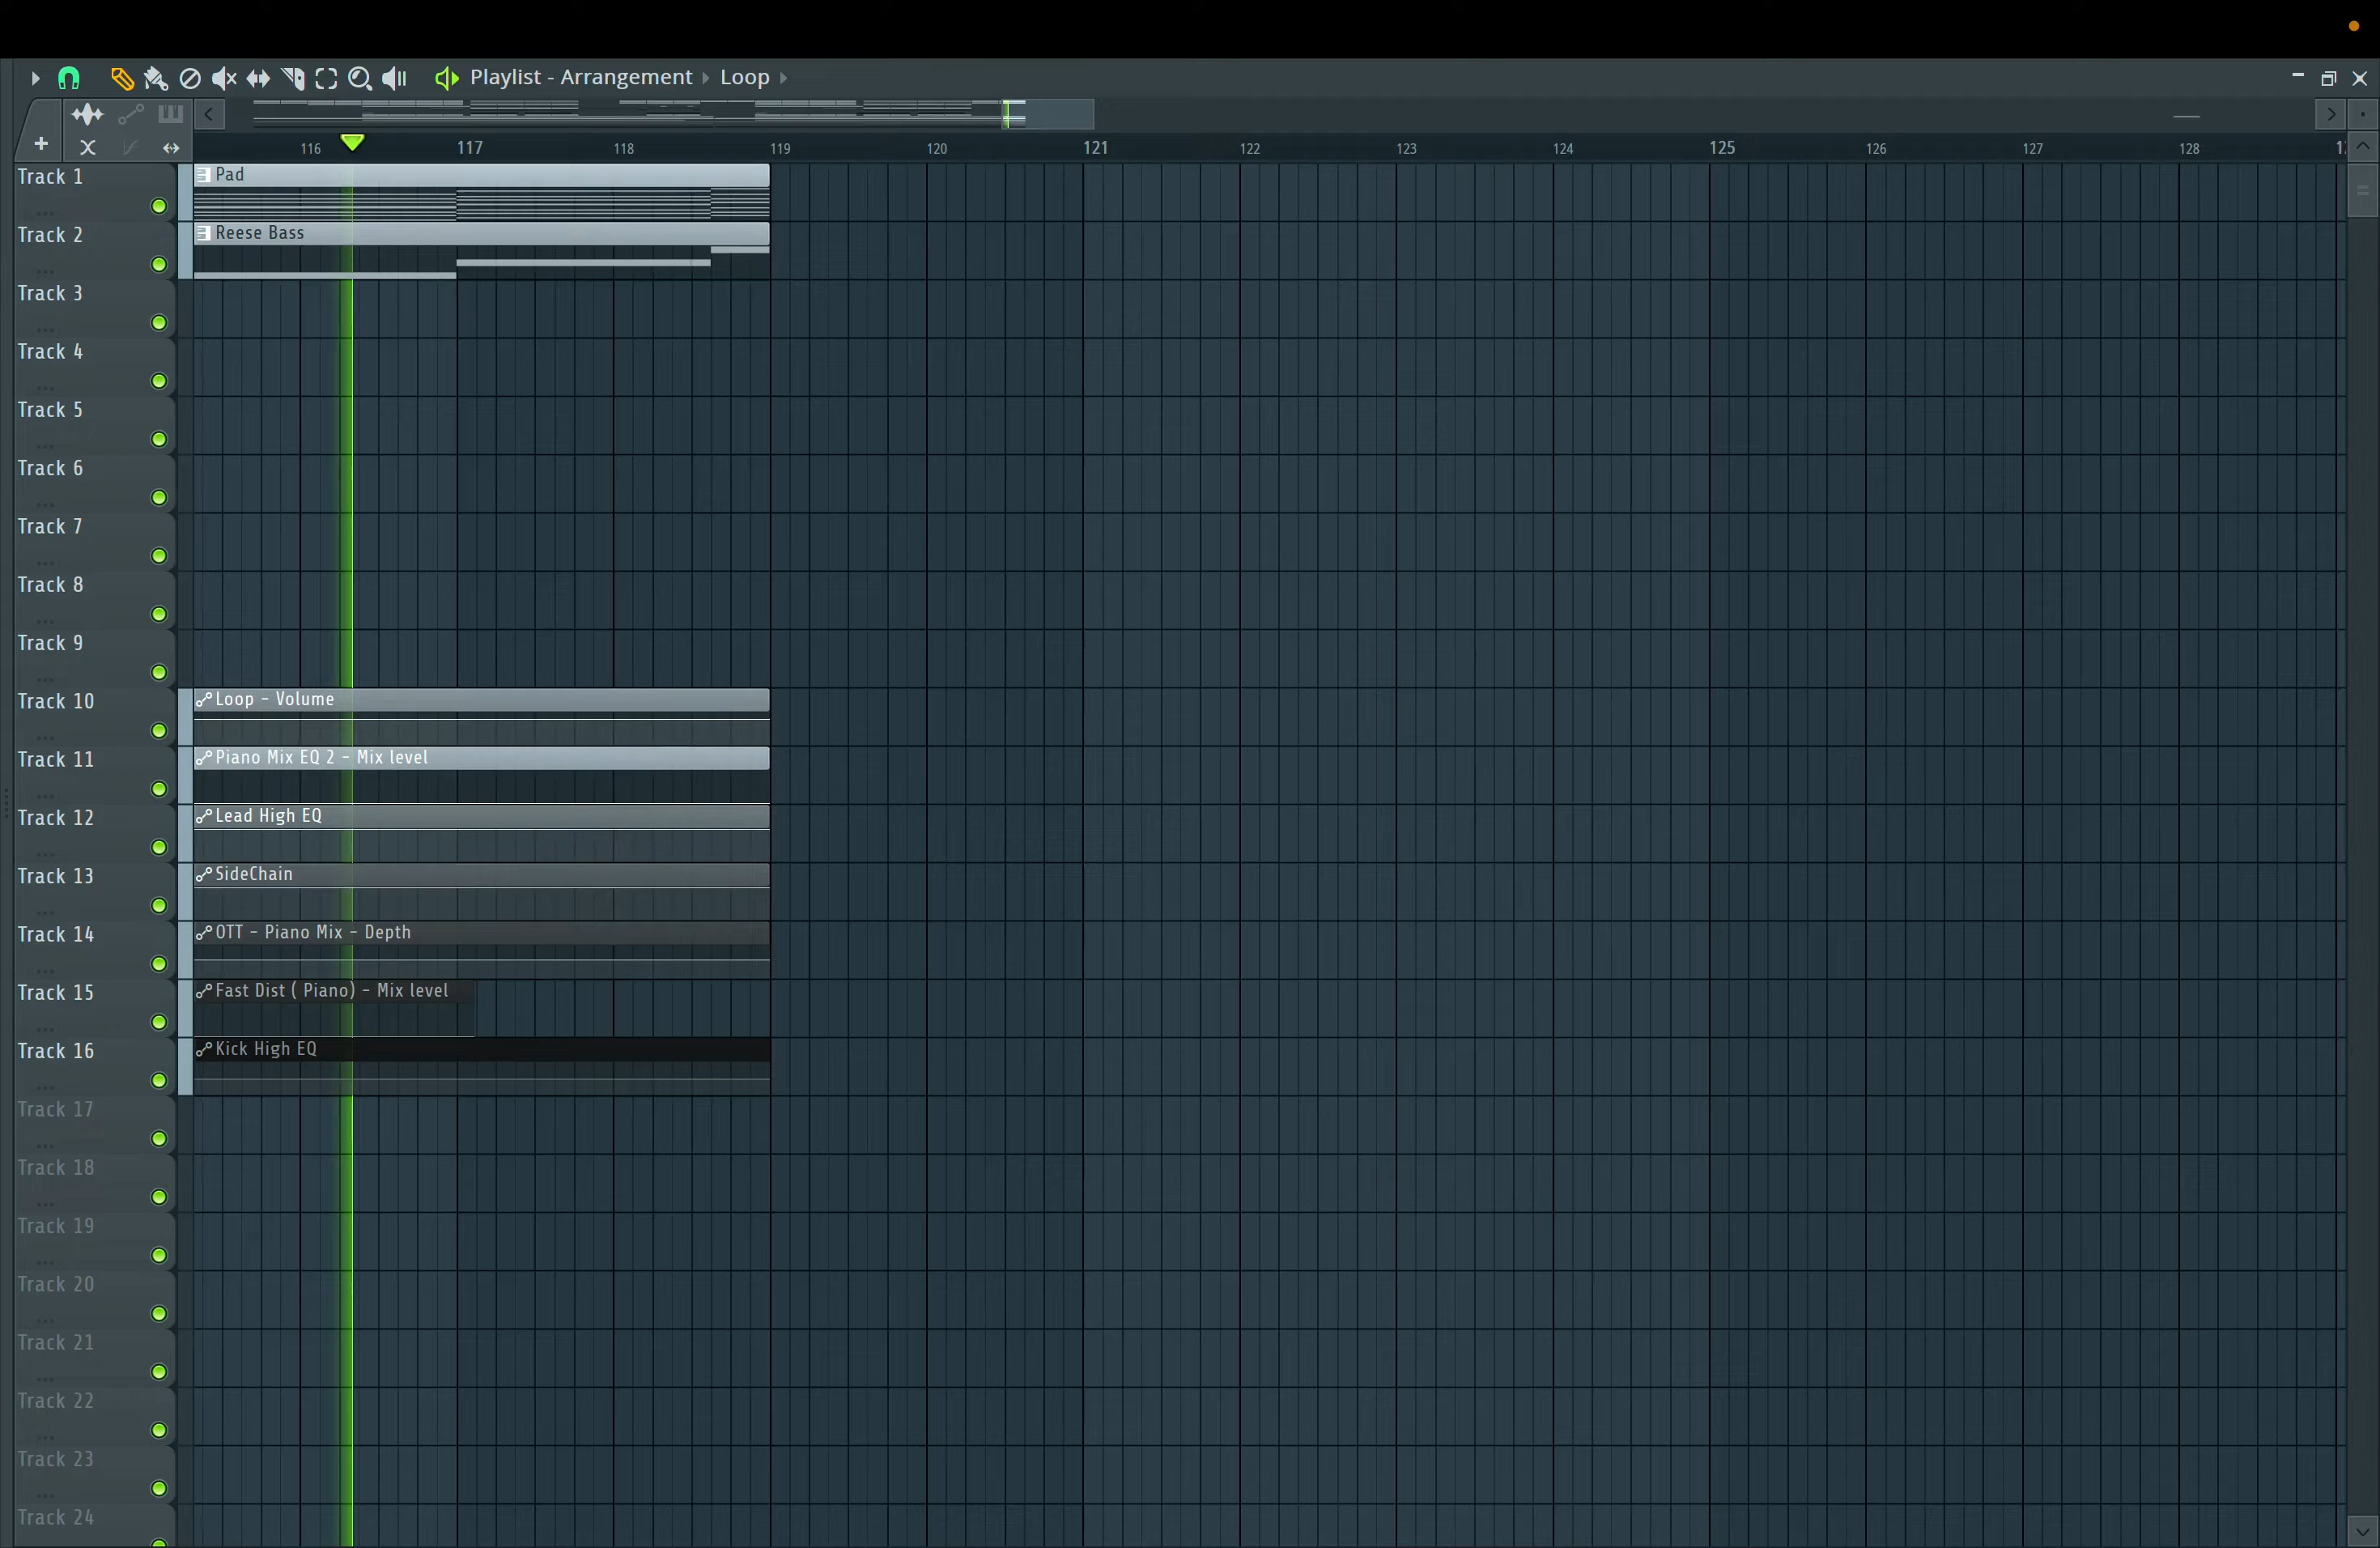 Playlist - Arrangement Loop
116 117 118 119 120 121 122 123 124 125 126 127 128
Track 1
Pad
Track 2
Reese Bass
Track 3
Track 4
Track 5
Track 6
Track 7
Track 8
Track 9
Track 10
Loop - Volume
Track 11
Piano Mix EQ 2 - Mix level
Track 12
Lead High EQ
Track 13
SideChain
Track 14
OTT - Piano Mix - Depth
Track 15
Fast Dist ( Piano) - Mix level
Track 16
Kick High EQ
Track 17
Track 18
Track 19
Track 20
Track 21
Track 22
Track 23
Track 24